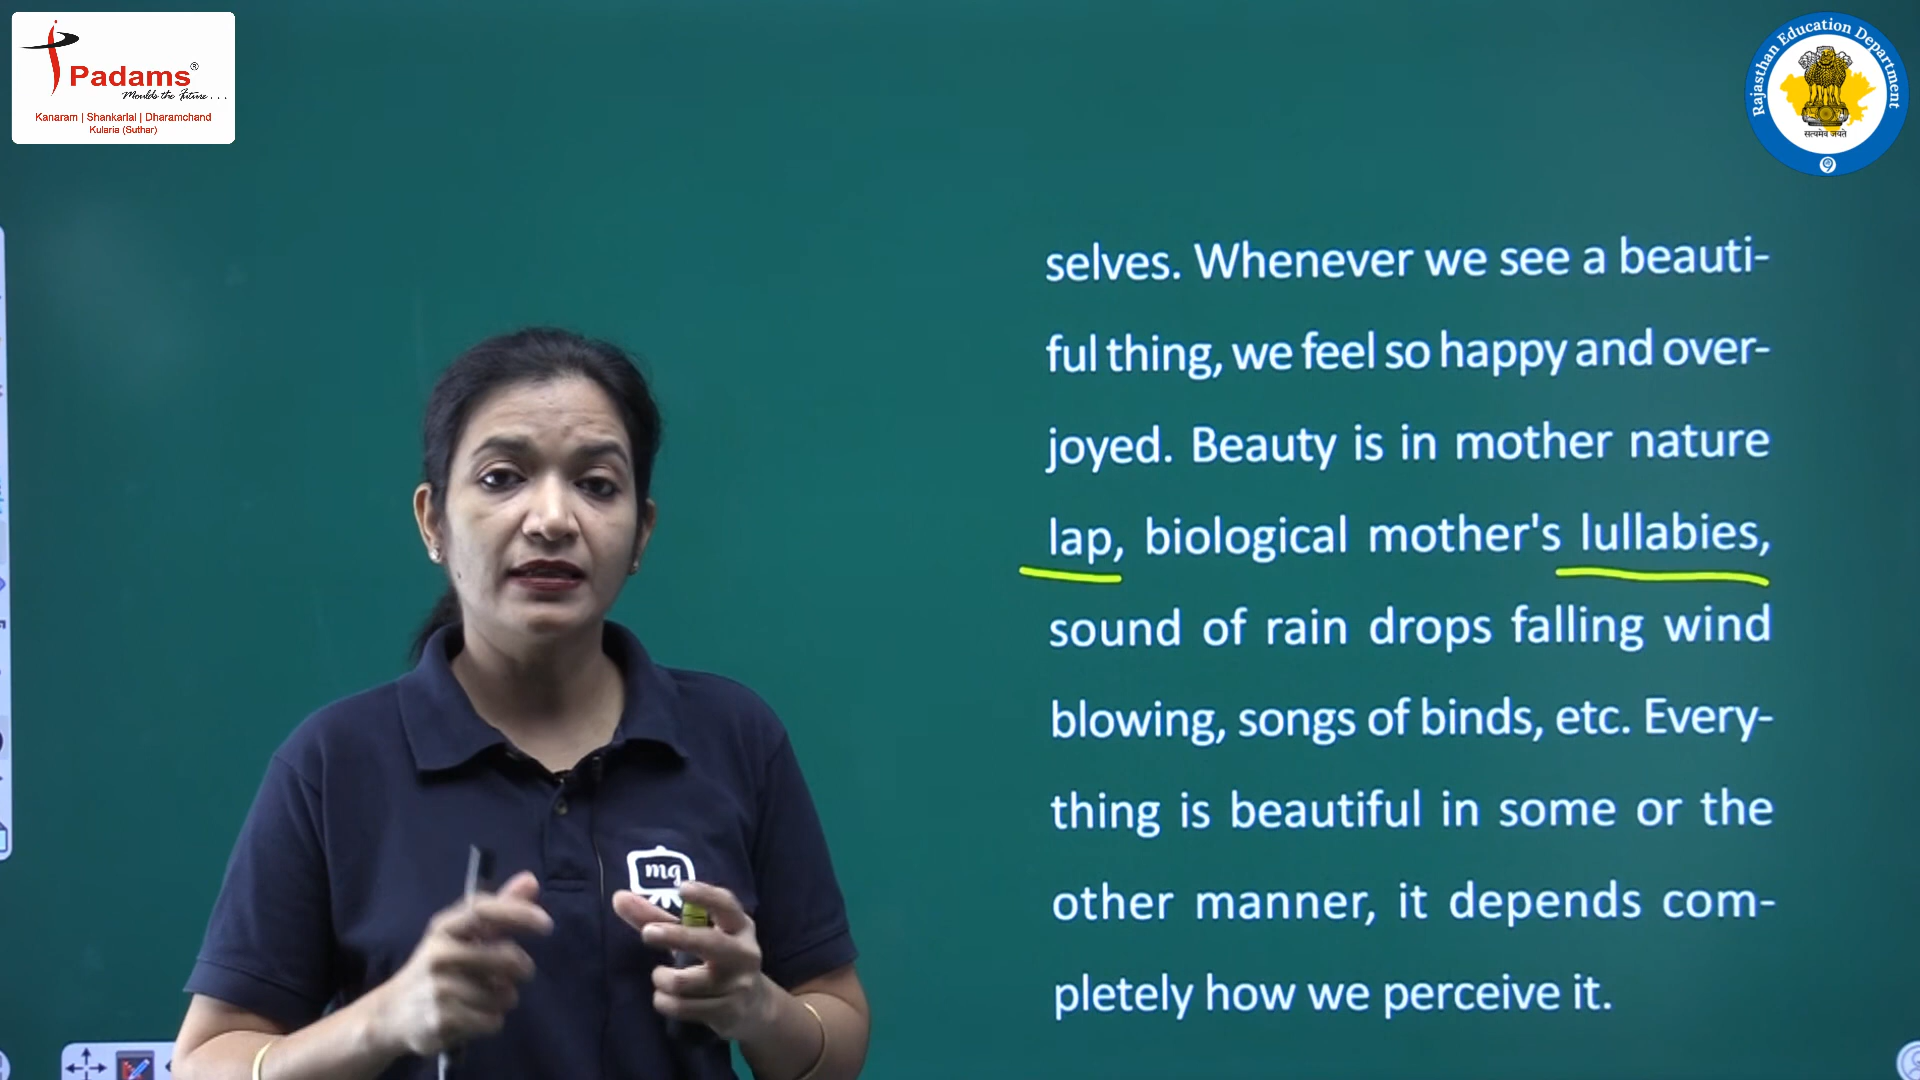 Padams®
Moulds the Future . . .
Kanaram | Shankarlal | Dharamchand
Kularia (Suthar)
Rajasthan Education Department
सत्यमेव जयते
selves. Whenever we see a beauti-
ful thing, we feel so happy and over-
joyed. Beauty is in mother nature
lap, biological mother's lullabies,
sound of rain drops falling wind
blowing, songs of binds, etc. Every-
thing is beautiful in some or the
other manner, it depends com-
pletely how we perceive it.
mg